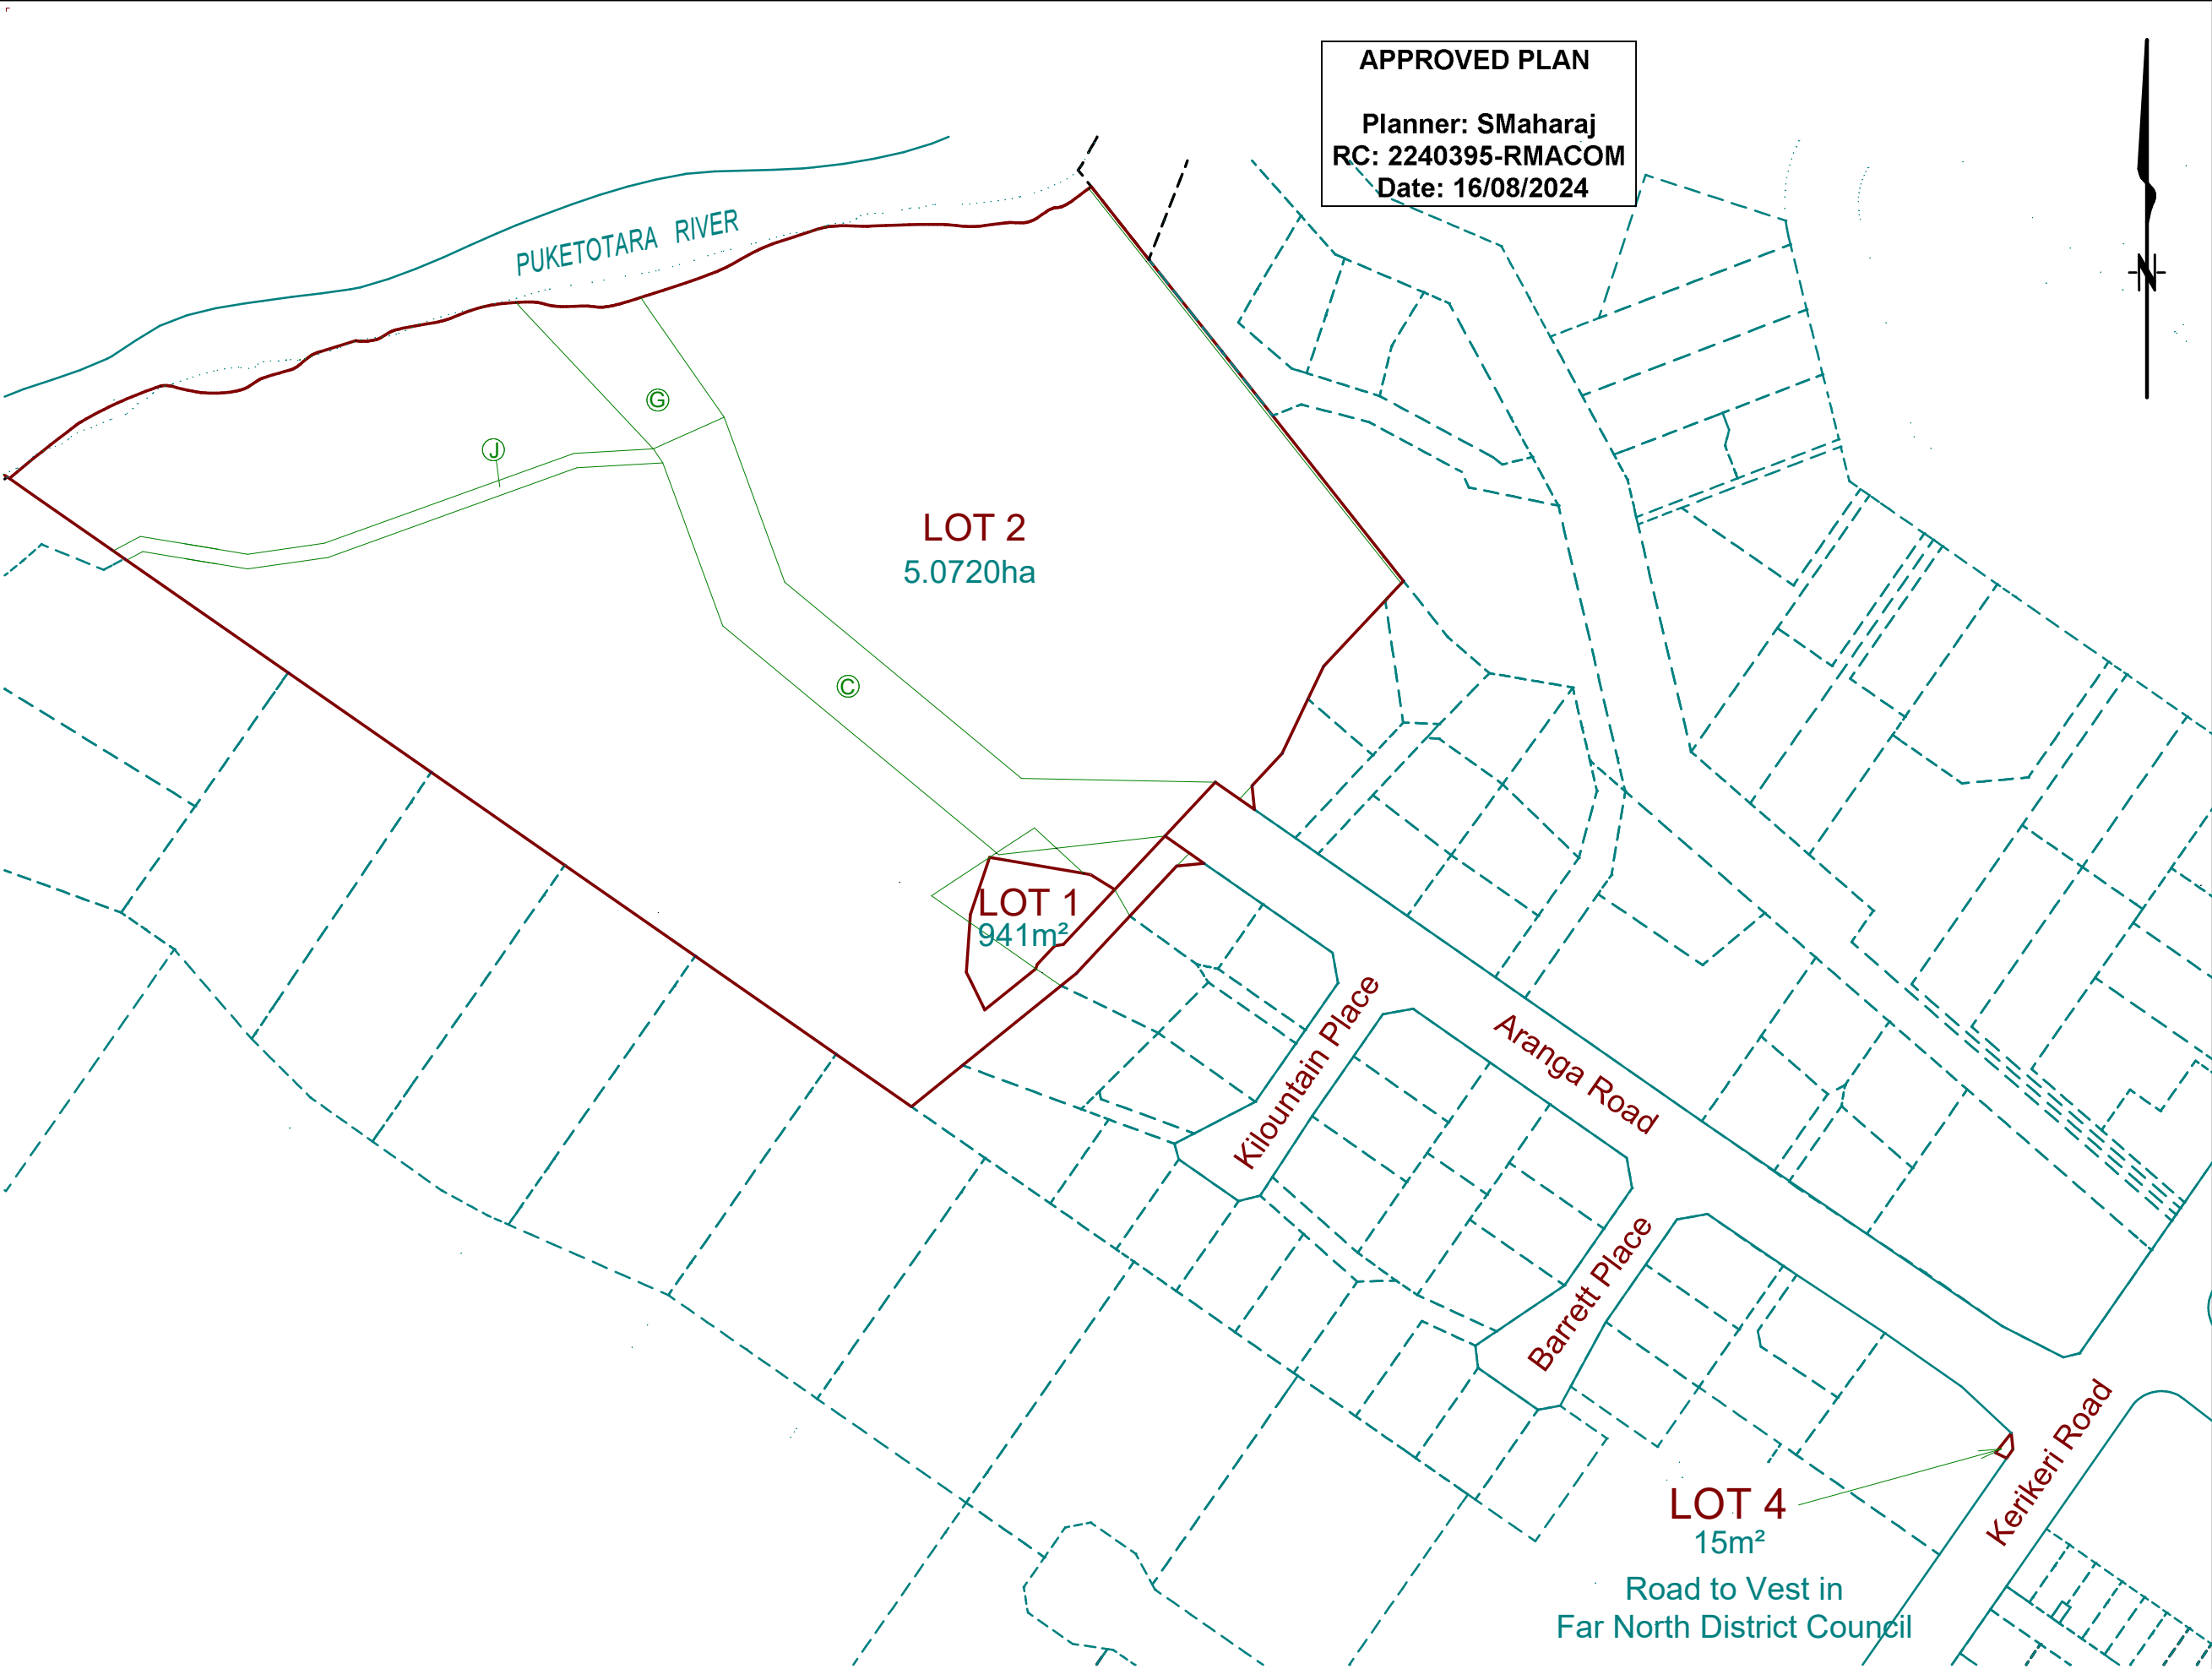 APPROVED PLAN
Planner: SMaharaj
RC: 2240395-RMACOM
Date: 16/08/2024
N
PUKETOTARA RIVER
G
J
LOT 2
5.0720ha
C
LOT 1
941m²
Kilountain Place
Aranga Road
Barrett Place
Kerikeri Road
LOT 4
15m²
Road to Vest in
Far North District Council